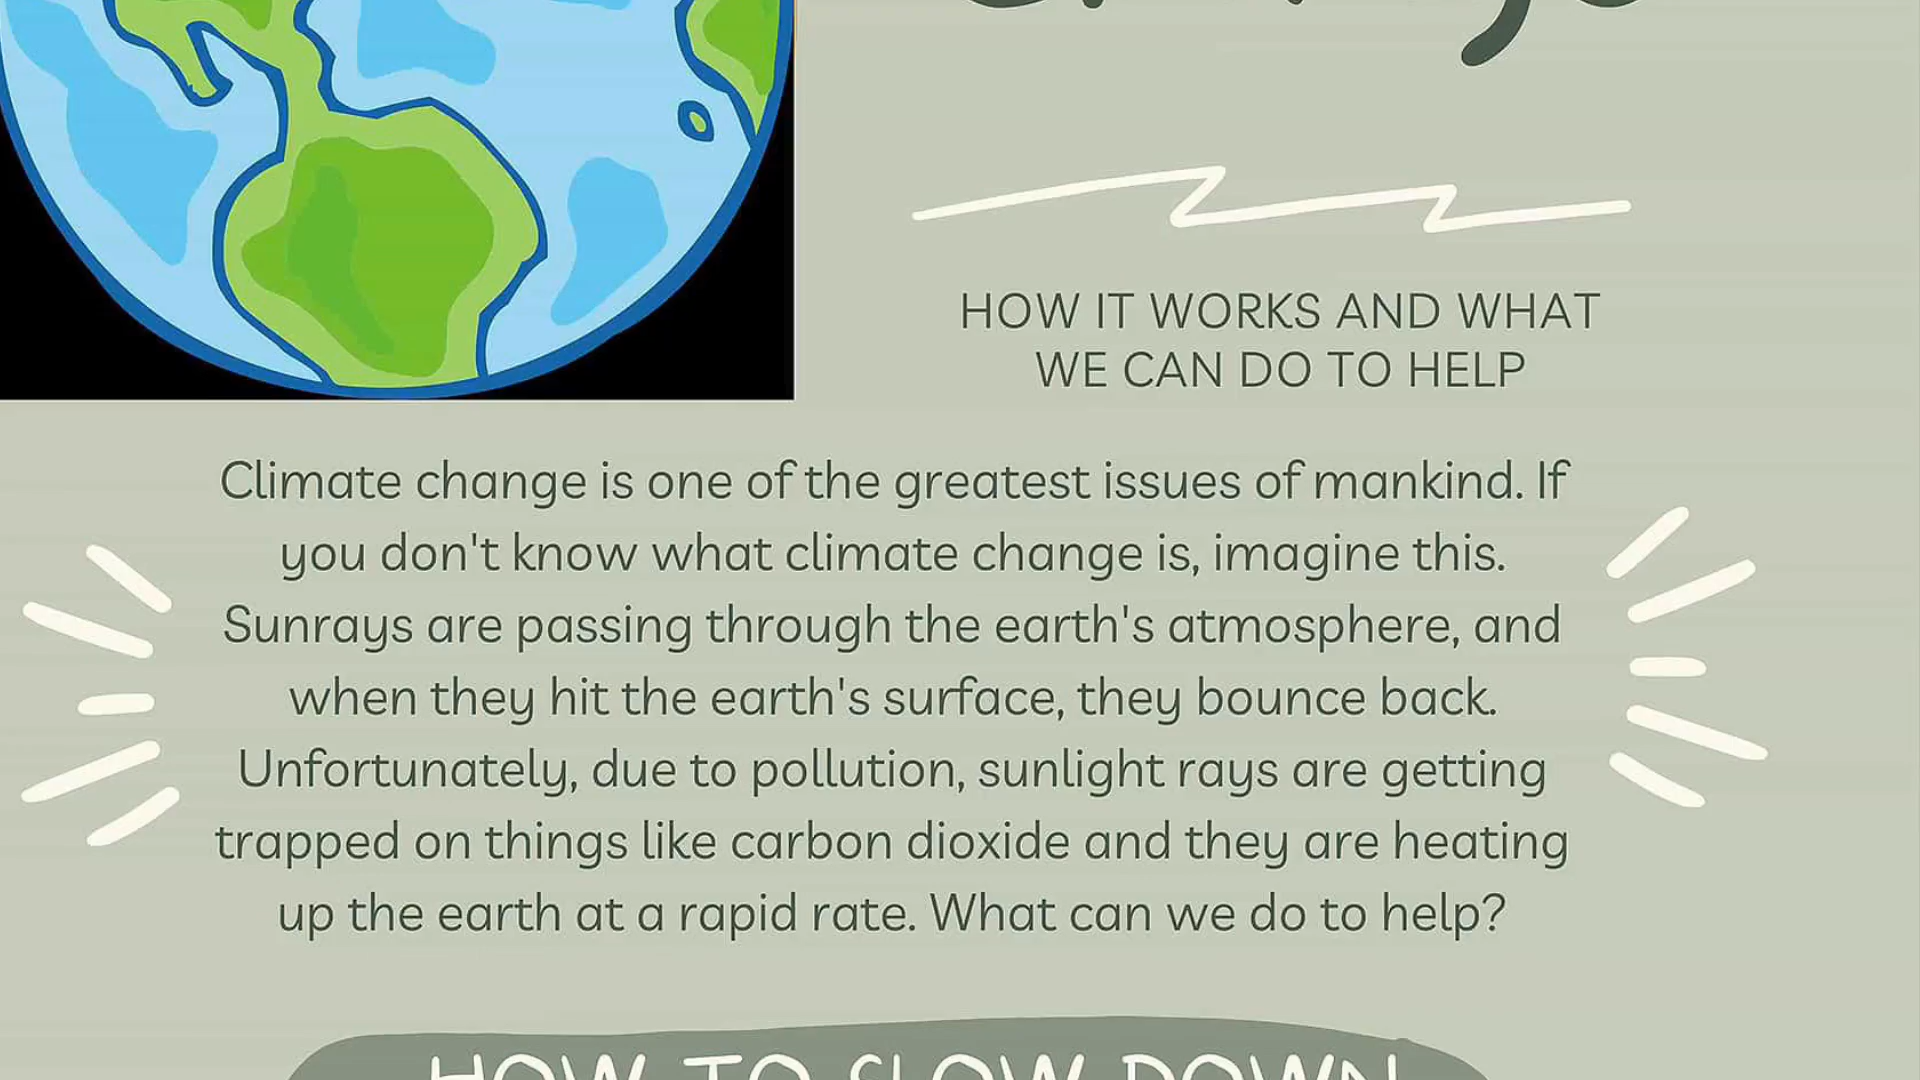 HOW IT WORKS AND WHAT
WE CAN DO TO HELP
Climate change is one of the greatest issues of mankind. If
you don't know what climate change is, imagine this.
Sunrays are passing through the earth's atmosphere, and
when they hit the earth's surface, they bounce back.
Unfortunately, due to pollution, sunlight rays are getting
trapped on things like carbon dioxide and they are heating
up the earth at a rapid rate. What can we do to help?
HOW TO SLOW DOWN